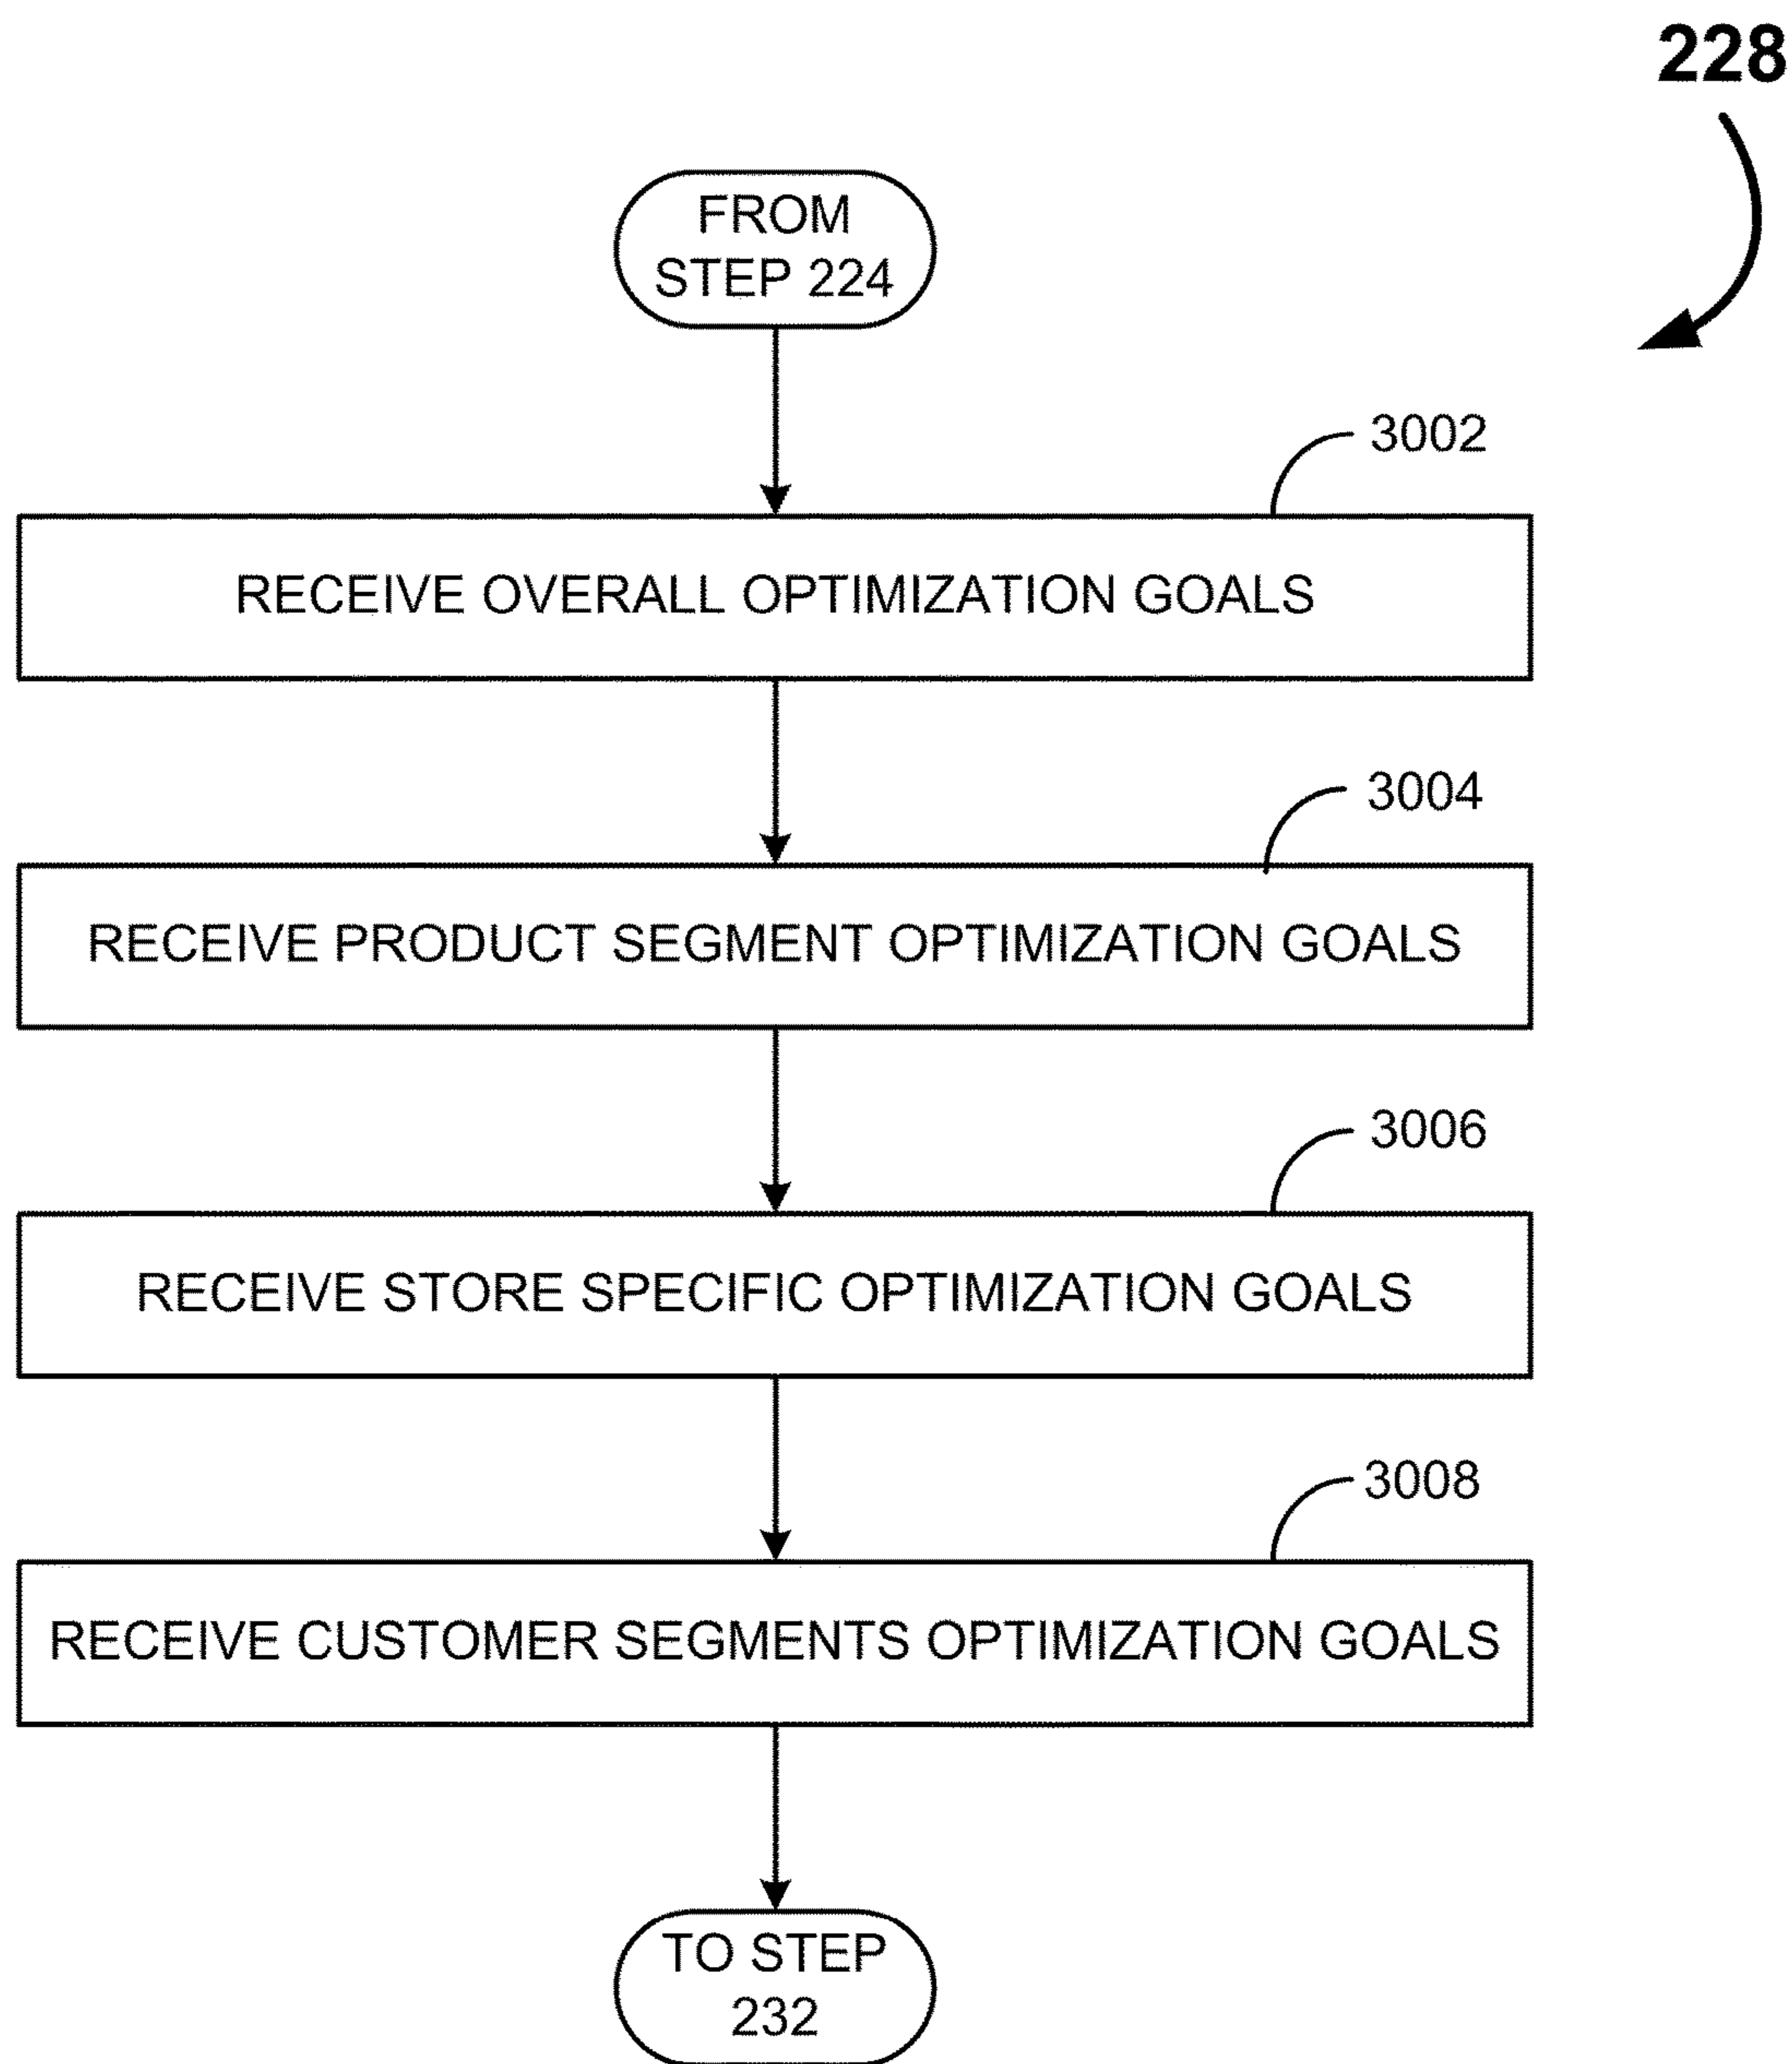 228
FROM
STEP 224
3002
RECEIVE OVERALL OPTIMIZATION GOALS
3004
RECEIVE PRODUCT SEGMENT OPTIMIZATION GOALS
3006
RECEIVE STORE SPECIFIC OPTIMIZATION GOALS
3008
RECEIVE CUSTOMER SEGMENTS OPTIMIZATION GOALS
TO STEP
232